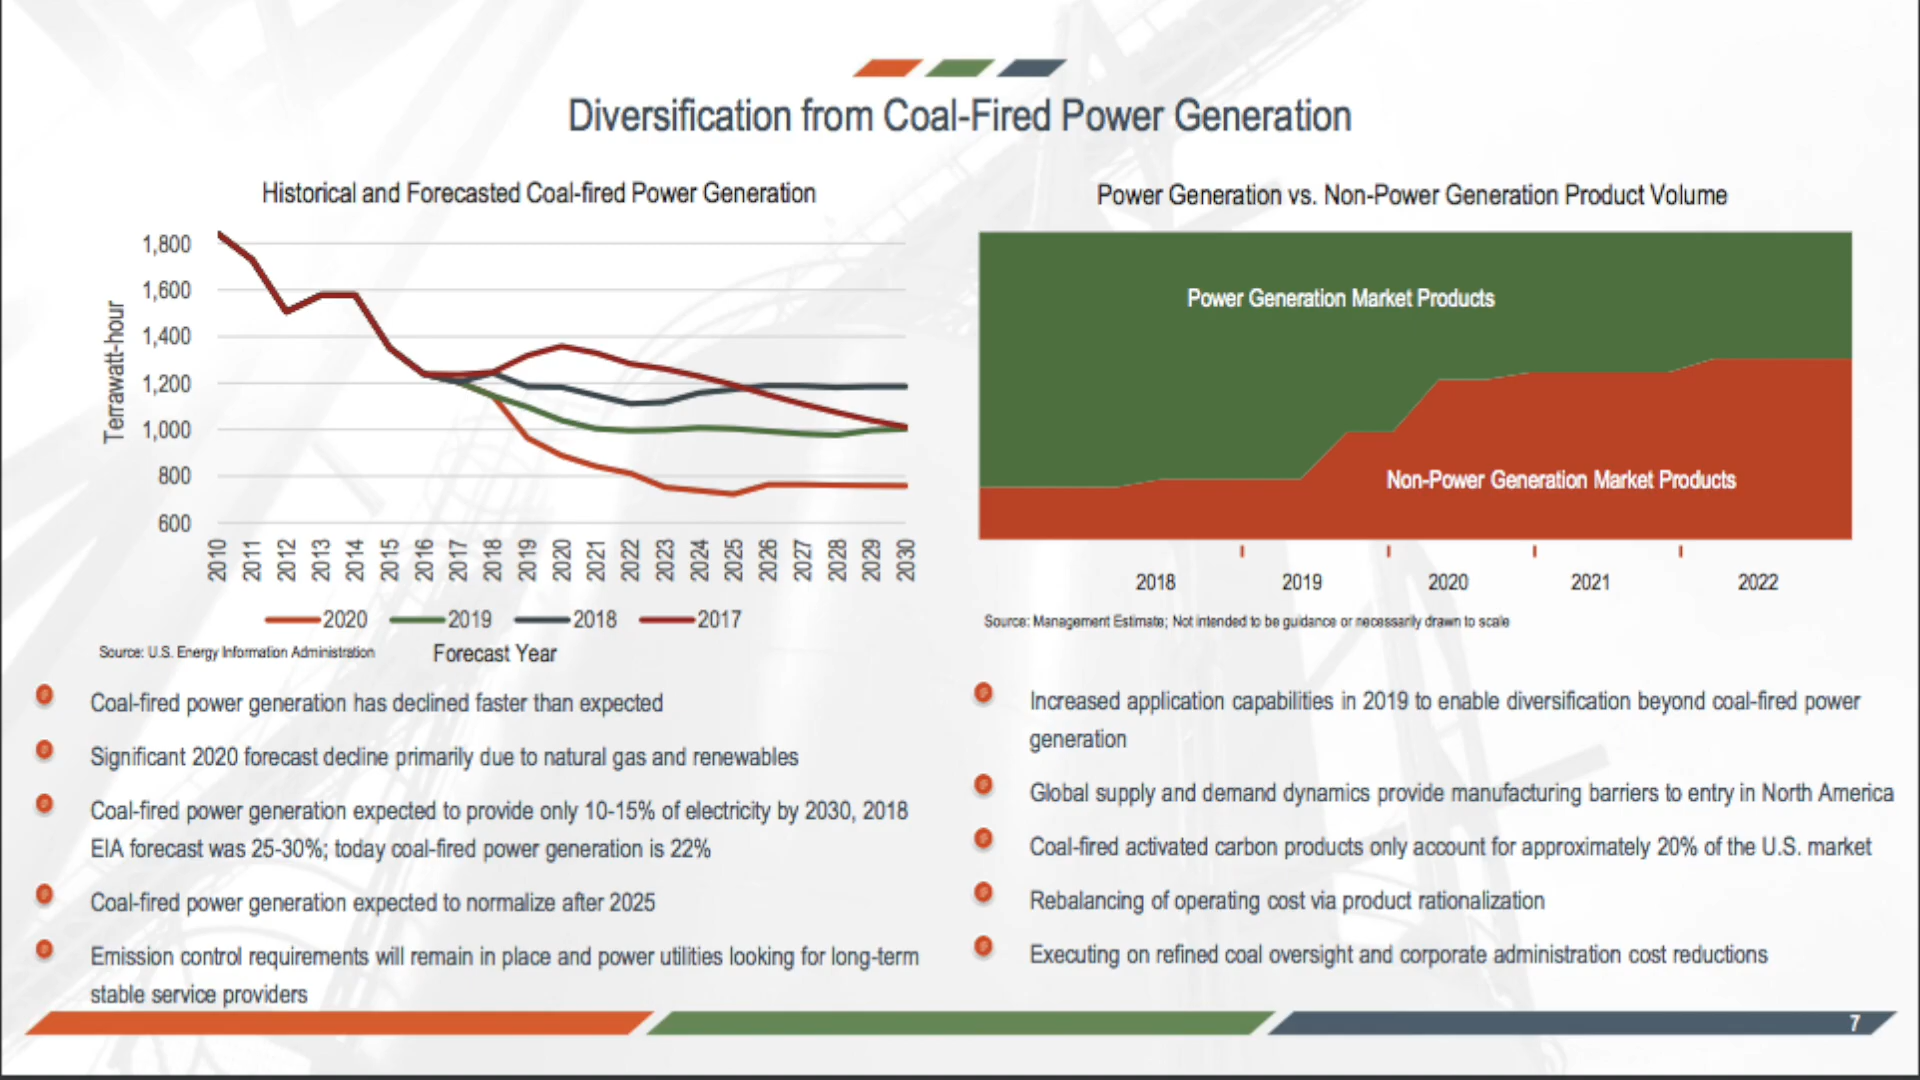 Diversification from Coal-Fired Power Generation
Historical and Forecasted Coal-fired Power Generation
Terrawatt-hour
1,800
1,600
1,400
1,200
1,000
800
600
2010 2011 2012 2013 2014 2015 2016 2017 2018 2019 2020 2021 2022 2023 2024 2025 2026 2027 2028 2029 2030
2020 2019 2018 2017
Source: U.S. Energy Information Administration
Forecast Year
Coal-fired power generation has declined faster than expected
Significant 2020 forecast decline primarily due to natural gas and renewables
Coal-fired power generation expected to provide only 10-15% of electricity by 2030, 2018
EIA forecast was 25-30%; today coal-fired power generation is 22%
Coal-fired power generation expected to normalize after 2025
Emission control requirements will remain in place and power utilities looking for long-term
stable service providers
Power Generation vs. Non-Power Generation Product Volume
Power Generation Market Products
Non-Power Generation Market Products
2018 2019 2020 2021 2022
Source: Management Estimate; Not intended to be guidance or necessarily drawn to scale
Increased application capabilities in 2019 to enable diversification beyond coal-fired power
generation
Global supply and demand dynamics provide manufacturing barriers to entry in North America
Coal-fired activated carbon products only account for approximately 20% of the U.S. market
Rebalancing of operating cost via product rationalization
Executing on refined coal oversight and corporate administration cost reductions
7